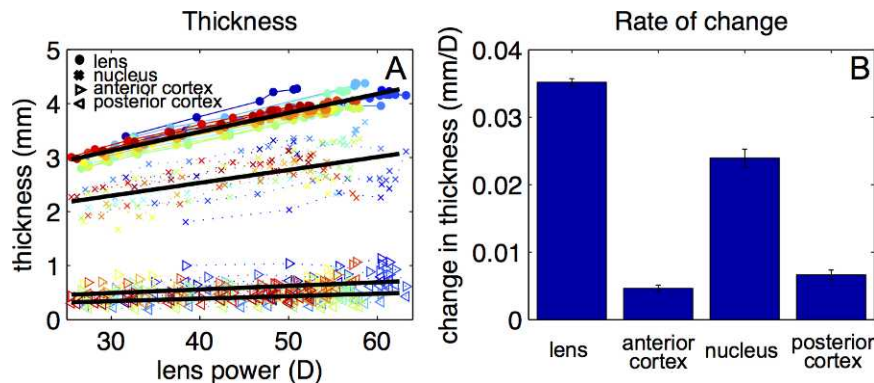 Thickness
A
lens
nucleus
anterior cortex
posterior cortex
5
4
3
2
1
0
thickness (mm)
30 40 50 60
lens power (D)
Rate of change
B
0.04
0.03
0.02
0.01
0
change in thickness (mm/D)
lens anterior cortex nucleus posterior cortex